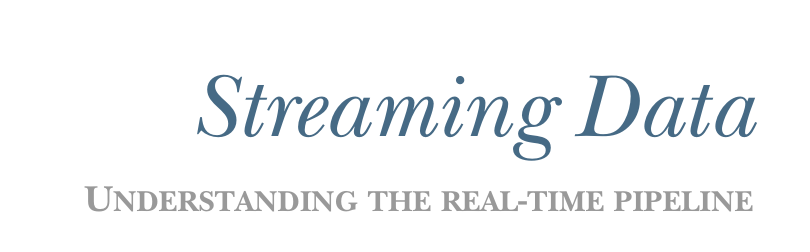 Streaming Data
Understanding the real-time pipeline